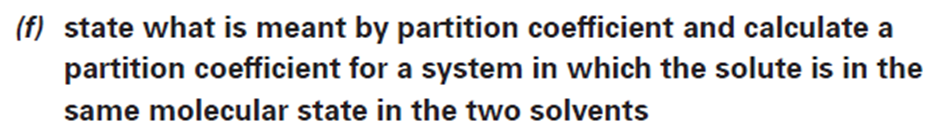 (f) state what is meant by partition coefficient and calculate a
partition coefficient for a system in which the solute is in the
same molecular state in the two solvents